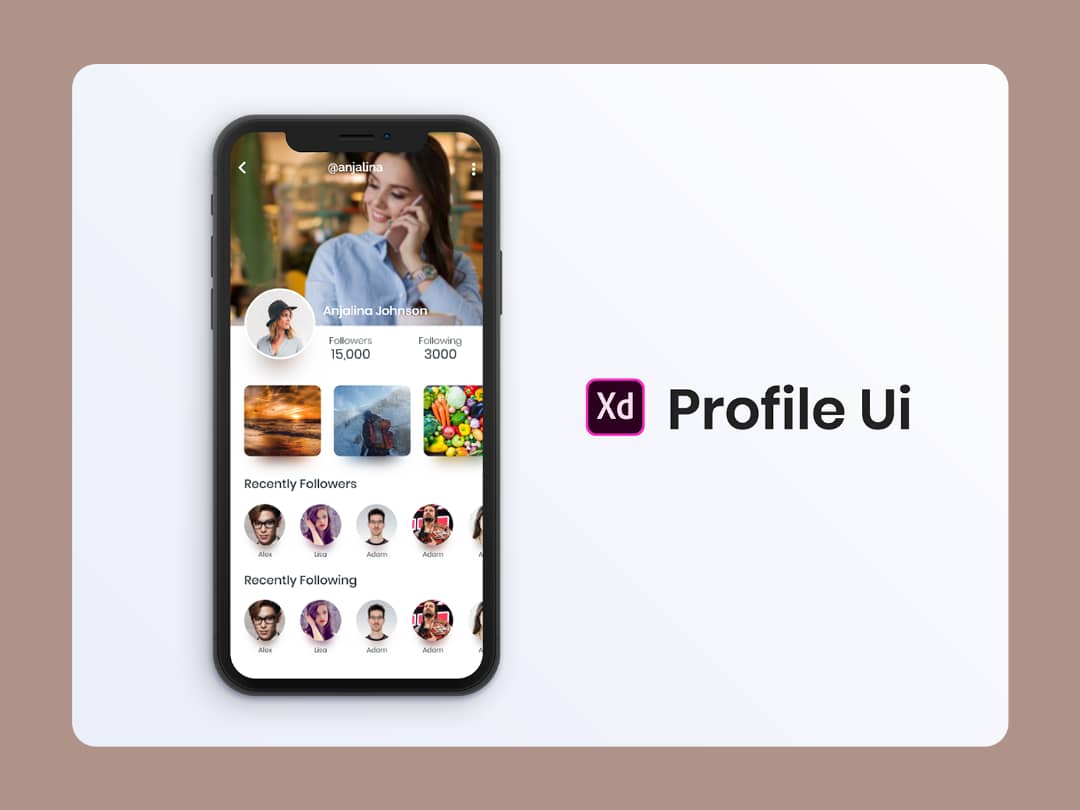 @anjalina
Anjalina Johnson
Followers
15,000
Following
3000
Recently Followers
Alex
Lisa
Adam
Adam
A
Recently Following
Alex
Lisa
Adam
Adam
A
Xd
Profile Ui